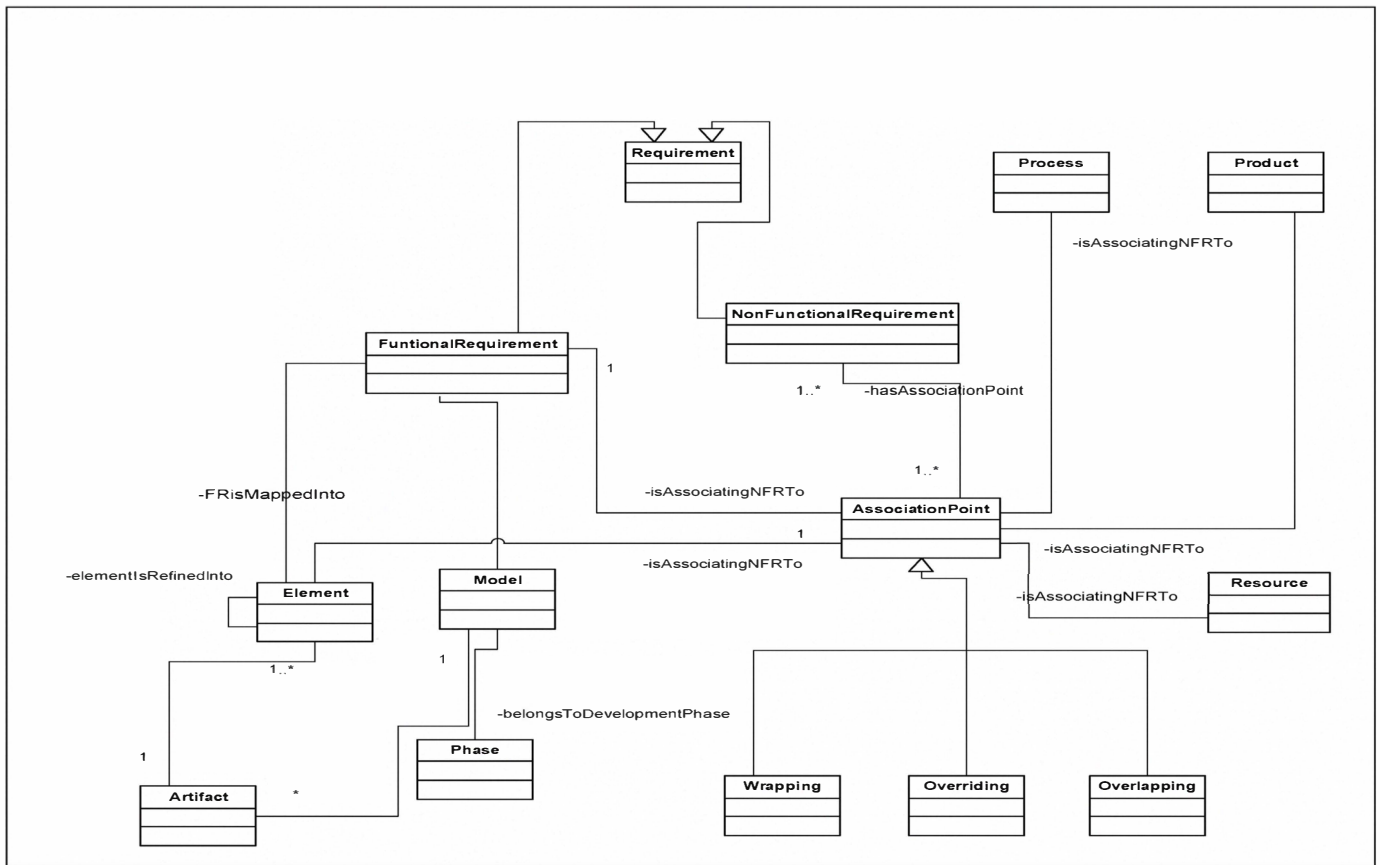 Requirement
Process
Product
-isAssociatingNFRTo
NonFunctionalRequirement
FuntionalRequirement
1
1..*
-hasAssociationPoint
1..*
-FRisMappedInto
-isAssociatingNFRTo
AssociationPoint
1
-isAssociatingNFRTo
-isAssociatingNFRTo
-elementIsRefinedInto
Element
Model
Resource
-isAssociatingNFRTo
1..*
1
-belongsToDevelopmentPhase
Phase
1
Artifact
*
Wrapping
Overriding
Overlapping